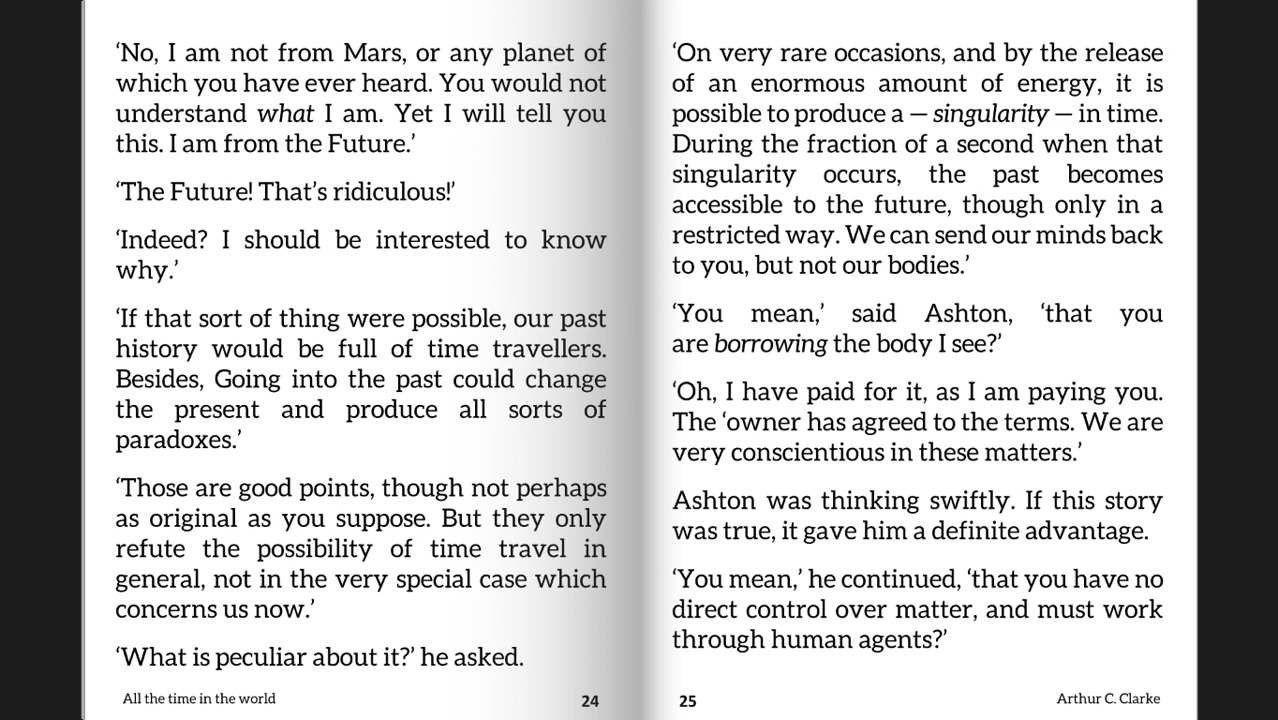 ‘No, I am not from Mars, or any planet of
which you have ever heard. You would not
understand what I am. Yet I will tell you
this. I am from the Future.’
‘The Future! That’s ridiculous!’
‘Indeed? I should be interested to know
why.’
‘If that sort of thing were possible, our past
history would be full of time travellers.
Besides, Going into the past could change
the present and produce all sorts of
paradoxes.’
‘Those are good points, though not perhaps
as original as you suppose. But they only
refute the possibility of time travel in
general, not in the very special case which
concerns us now.’
‘What is peculiar about it?’ he asked.
All the time in the world
24
‘On very rare occasions, and by the release
of an enormous amount of energy, it is
possible to produce a — singularity — in time.
During the fraction of a second when that
singularity occurs, the past becomes
accessible to the future, though only in a
restricted way. We can send our minds back
to you, but not our bodies.’
‘You mean,’ said Ashton, ‘that you
are borrowing the body I see?’
‘Oh, I have paid for it, as I am paying you.
The ‘owner has agreed to the terms. We are
very conscientious in these matters.’
Ashton was thinking swiftly. If this story
was true, it gave him a definite advantage.
‘You mean,’ he continued, ‘that you have no
direct control over matter, and must work
through human agents?’
25
Arthur C. Clarke